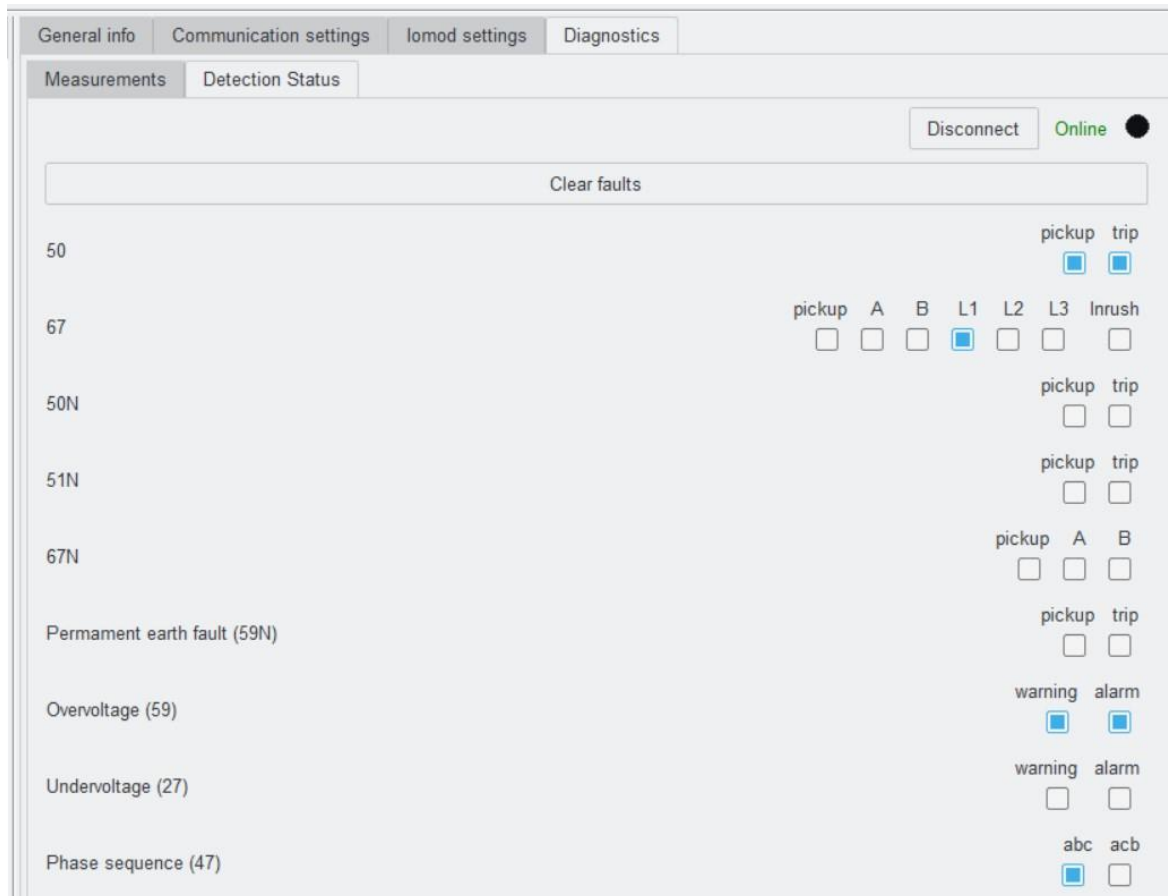 General info Communication settings Iomod settings Diagnostics
Measurements Detection Status
Disconnect Online
Clear faults
pickup trip
50
pickup A B L1 L2 L3 Inrush
67
pickup trip
50N
pickup trip
51N
pickup A B
67N
pickup trip
Permament earth fault (59N)
warning alarm
Overvoltage (59)
warning alarm
Undervoltage (27)
abc acb
Phase sequence (47)